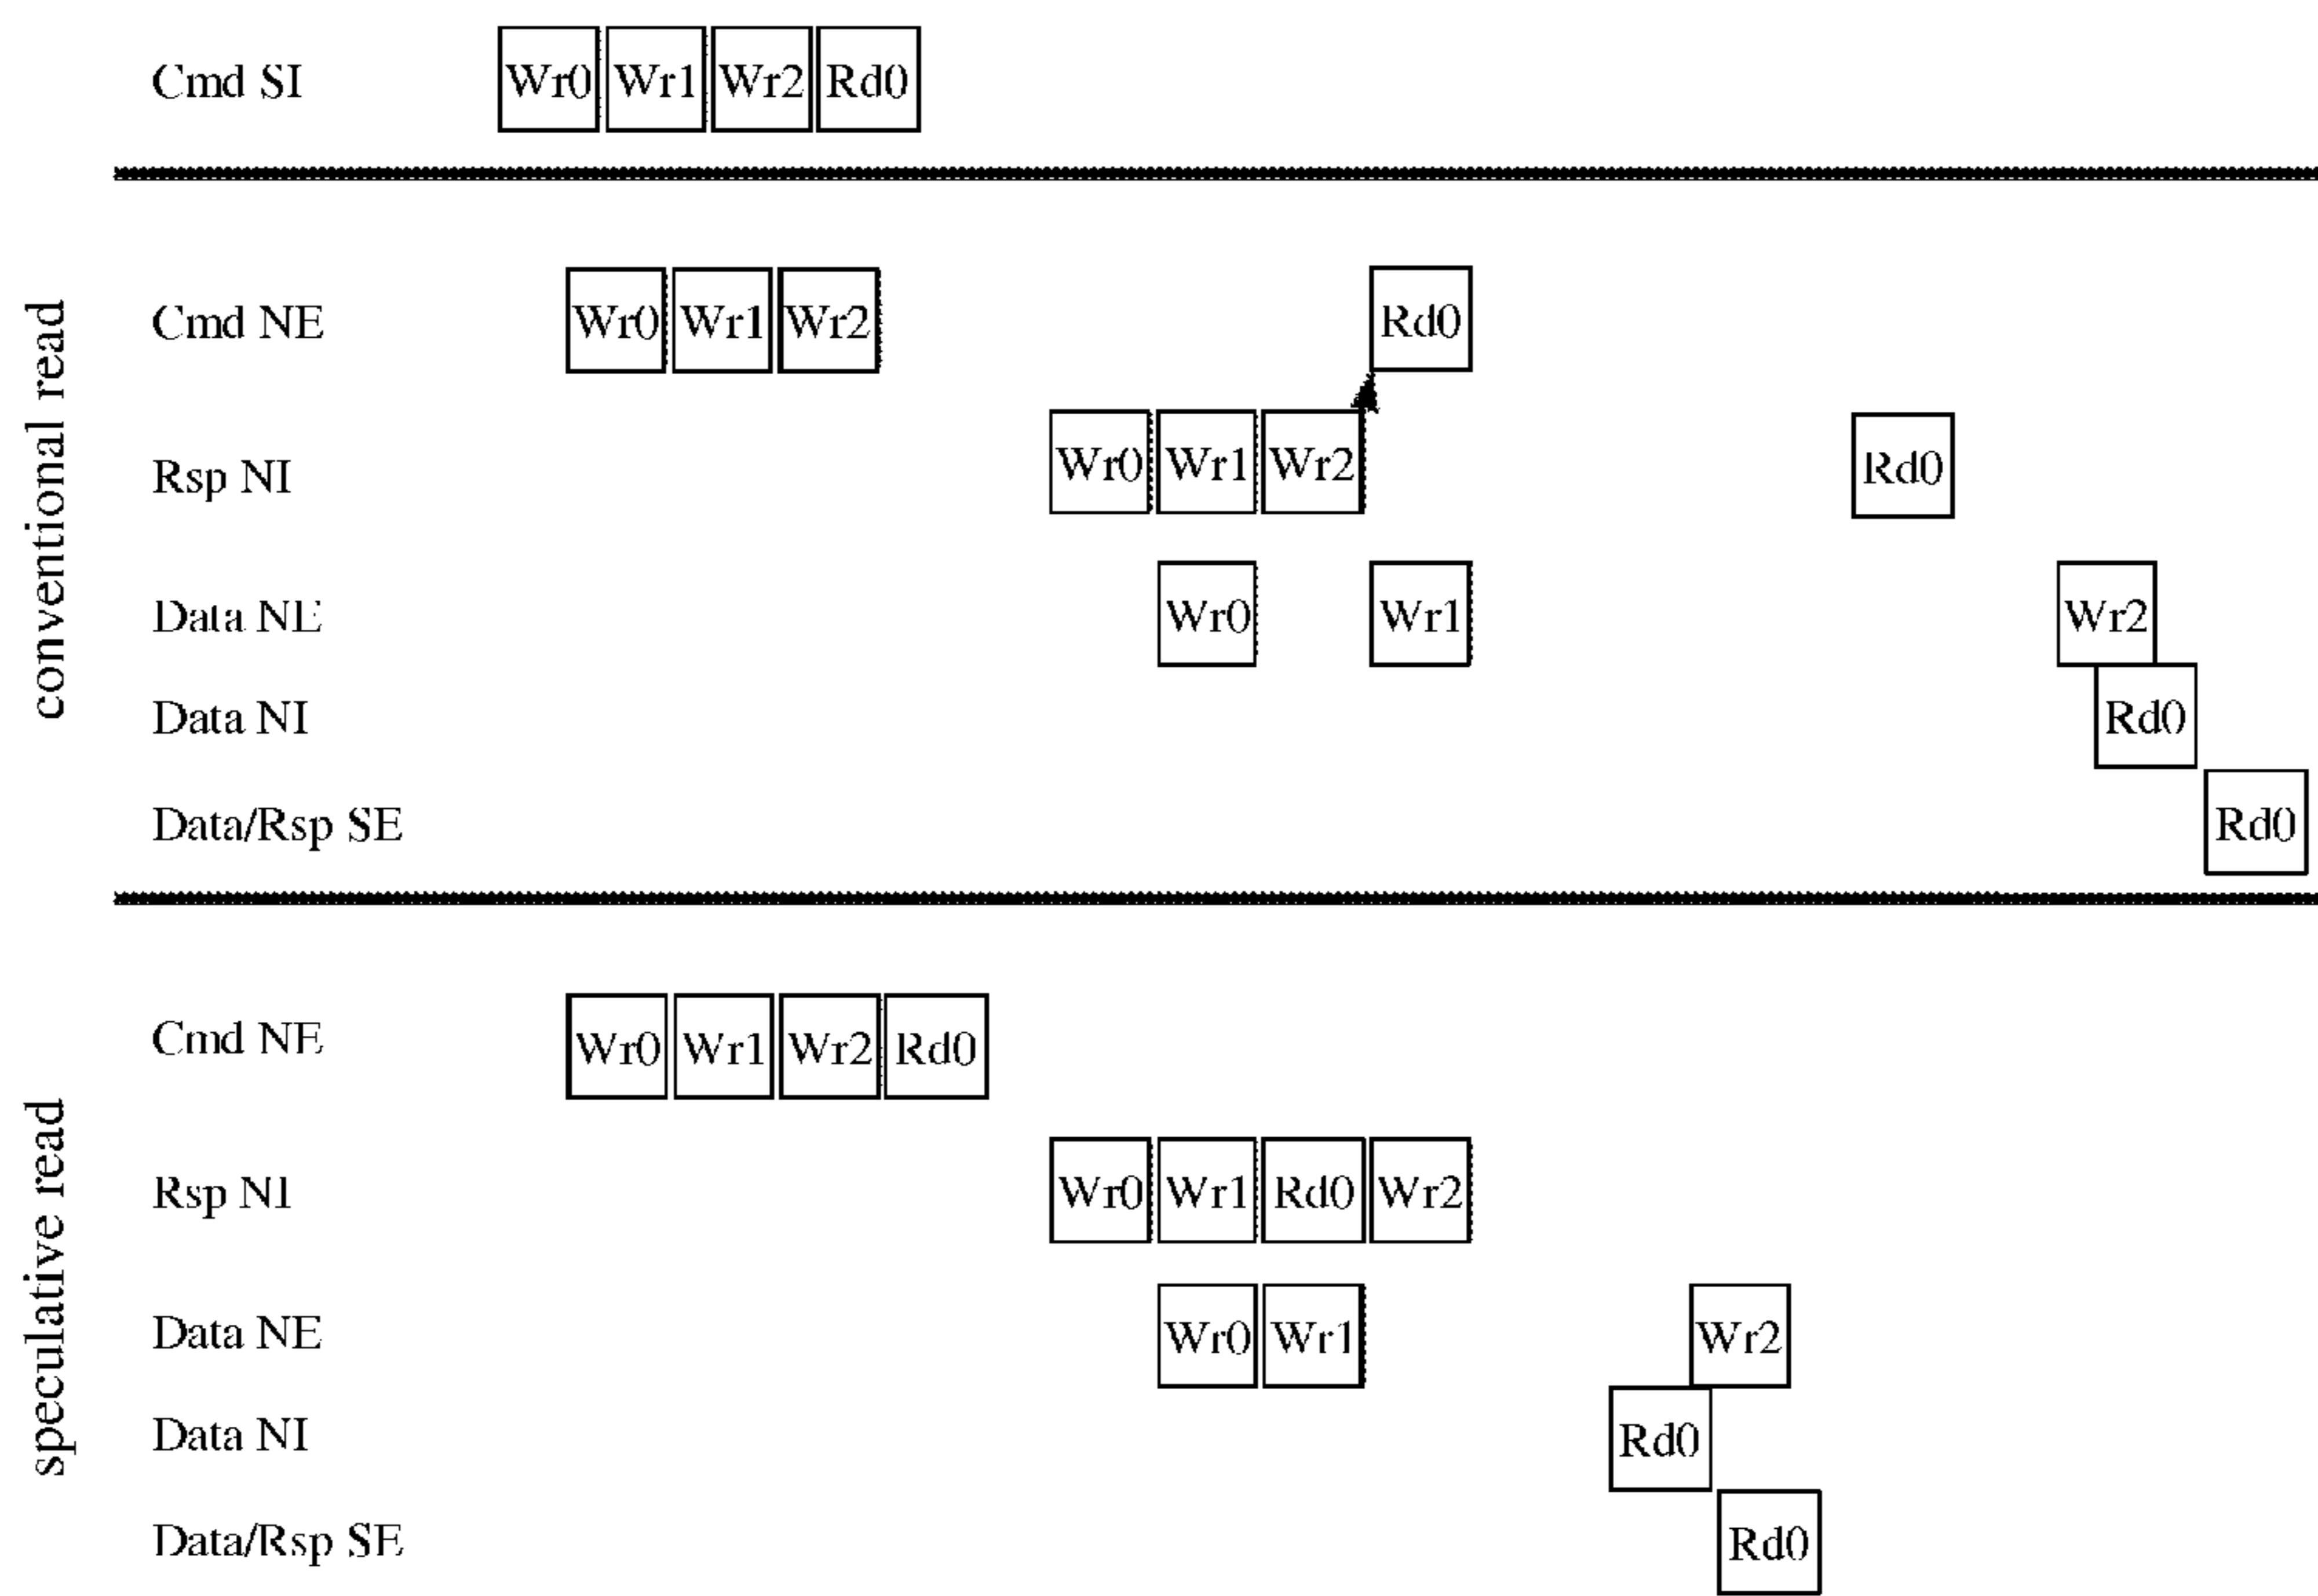 Cmd SI Wr0 Wr1 Wr2 Rd0
conventional read
Cmd NE Wr0 Wr1 Wr2 Rd0
Rsp NI Wr0 Wr1 Wr2 Rd0
Data NE Wr0 Wr1 Wr2
Data NI Rd0
Data/Rsp SE Rd0
speculative read
Cmd NE Wr0 Wr1 Wr2 Rd0
Rsp NI Wr0 Wr1 Rd0 Wr2
Data NE Wr0 Wr1 Wr2
Data NI Rd0
Data/Rsp SE Rd0